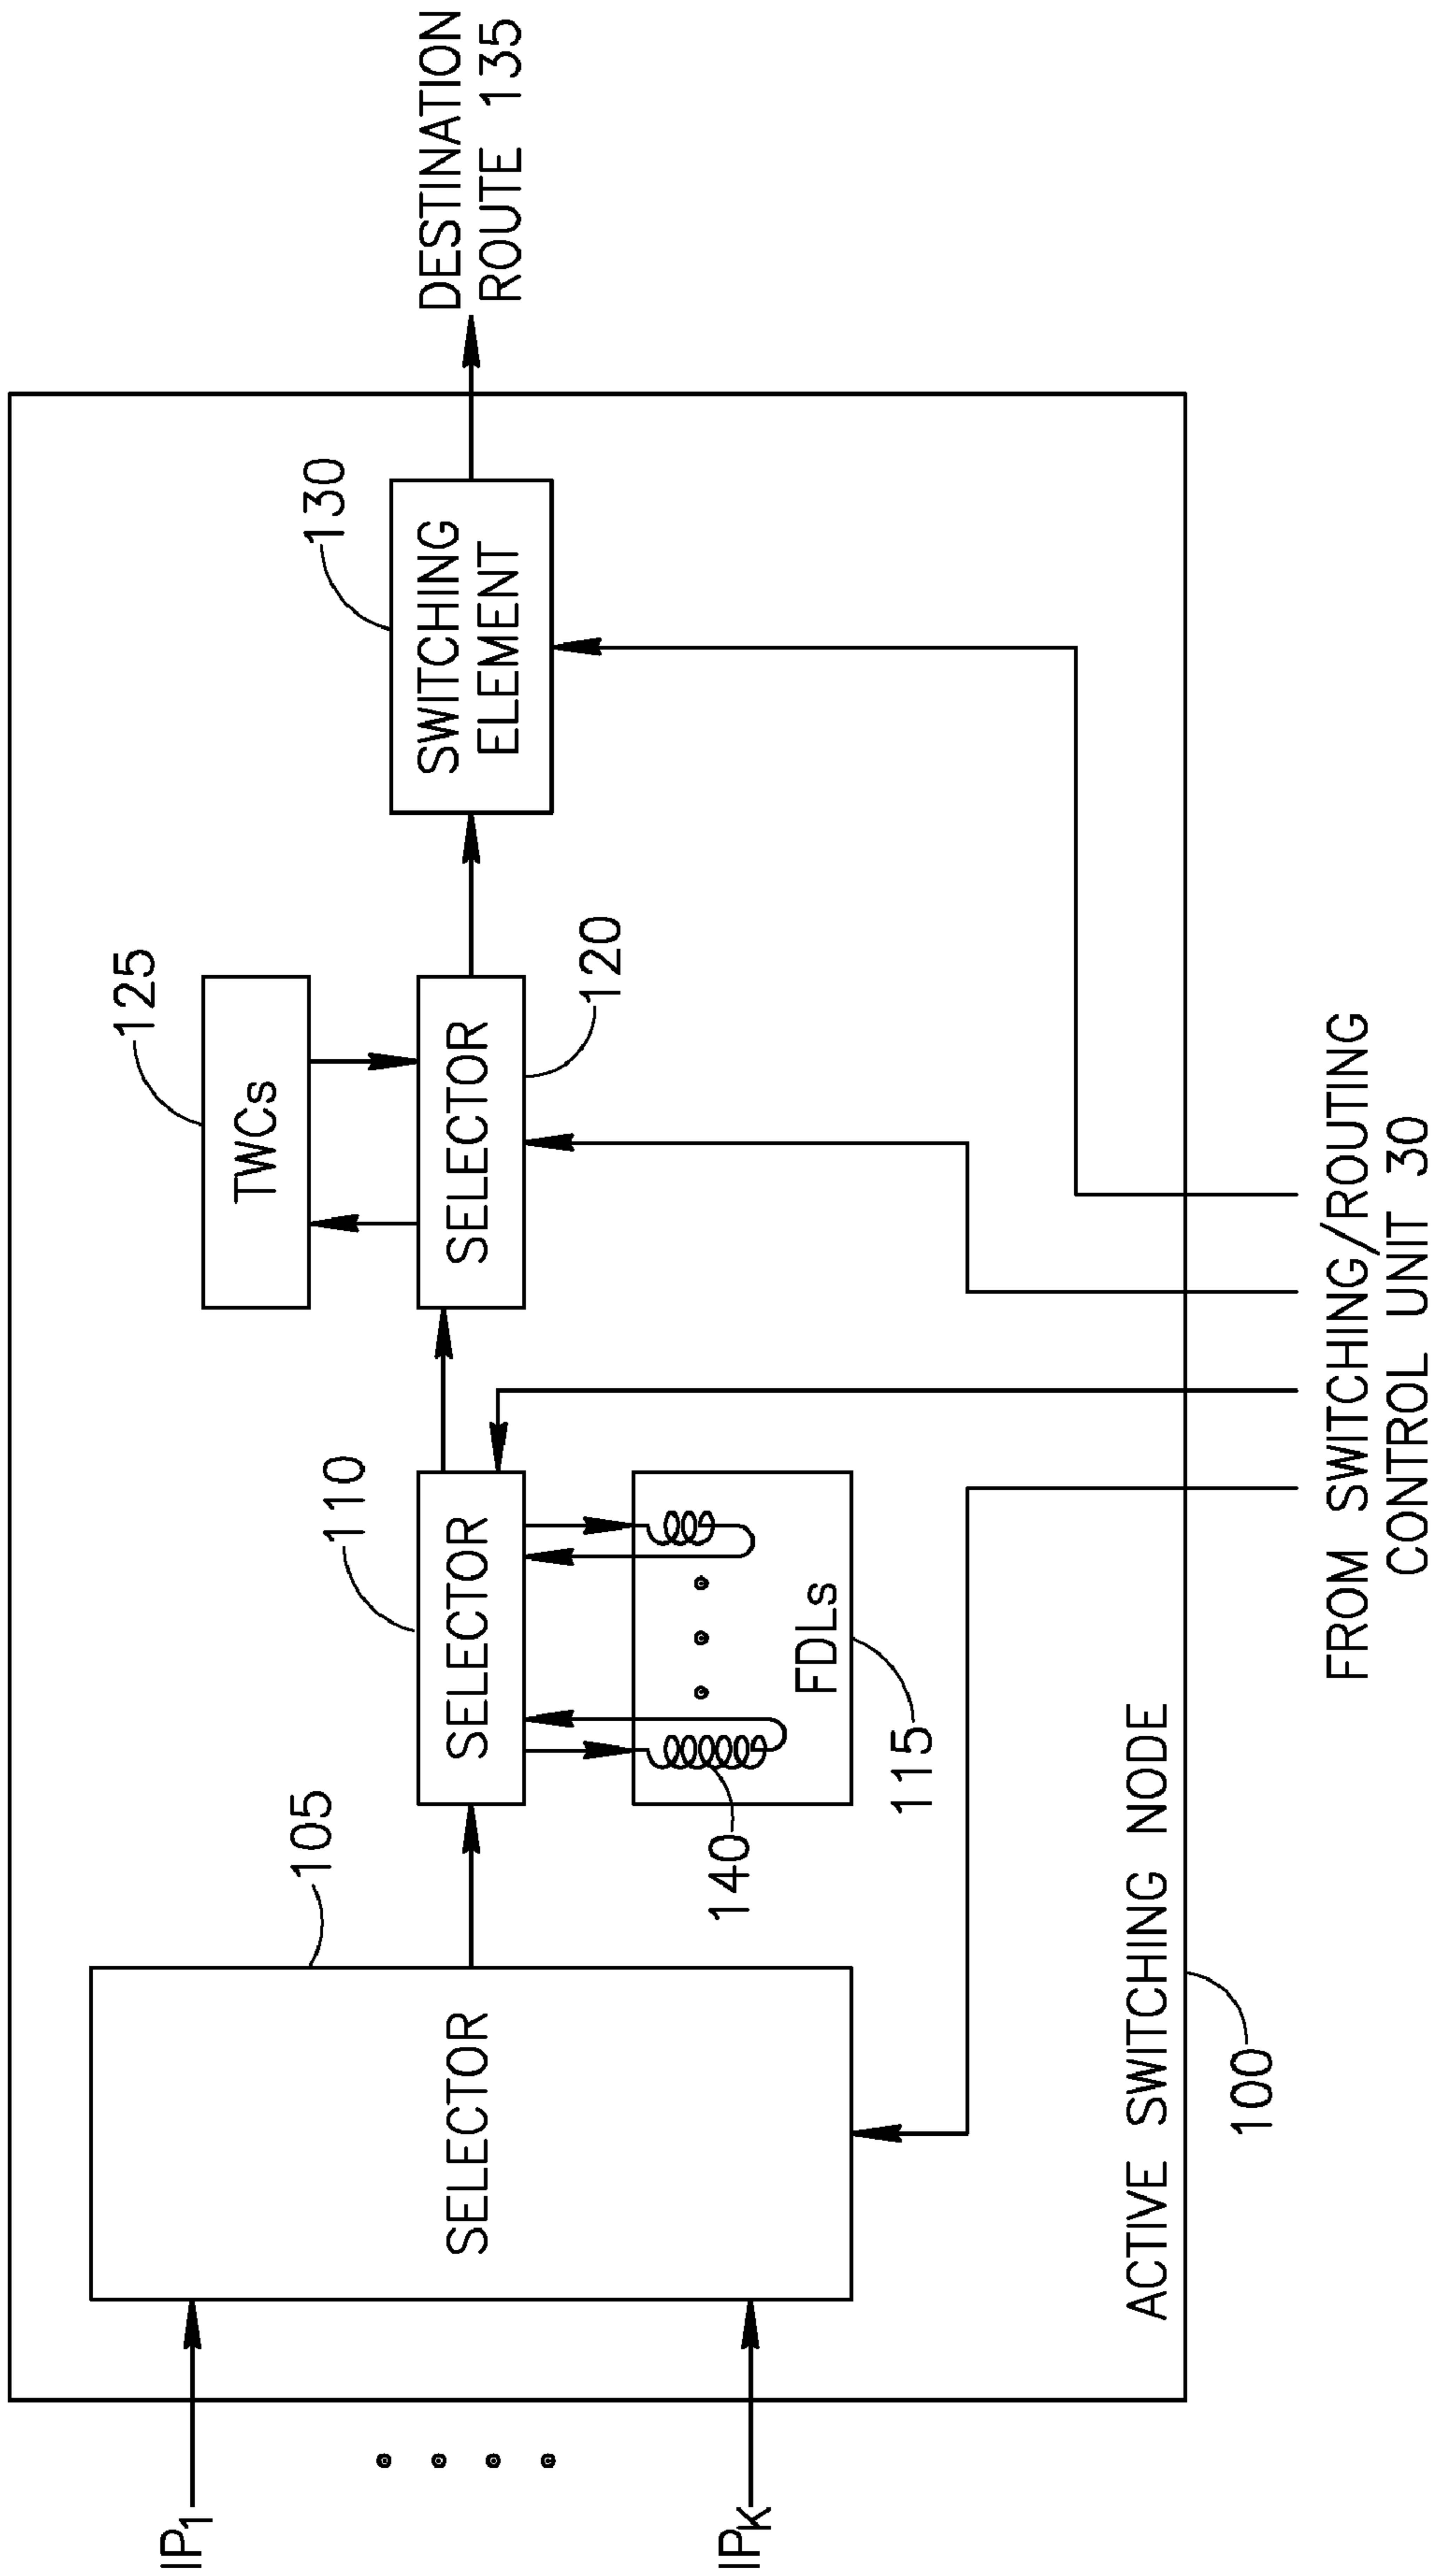 IP1
IPK
SELECTOR
105
SELECTOR
110
FDLs
115
140
TWCs
125
SELECTOR
120
SWITCHING
ELEMENT
130
DESTINATION
ROUTE 135
ACTIVE SWITCHING NODE
100
FROM SWITCHING/ROUTING
CONTROL UNIT 30